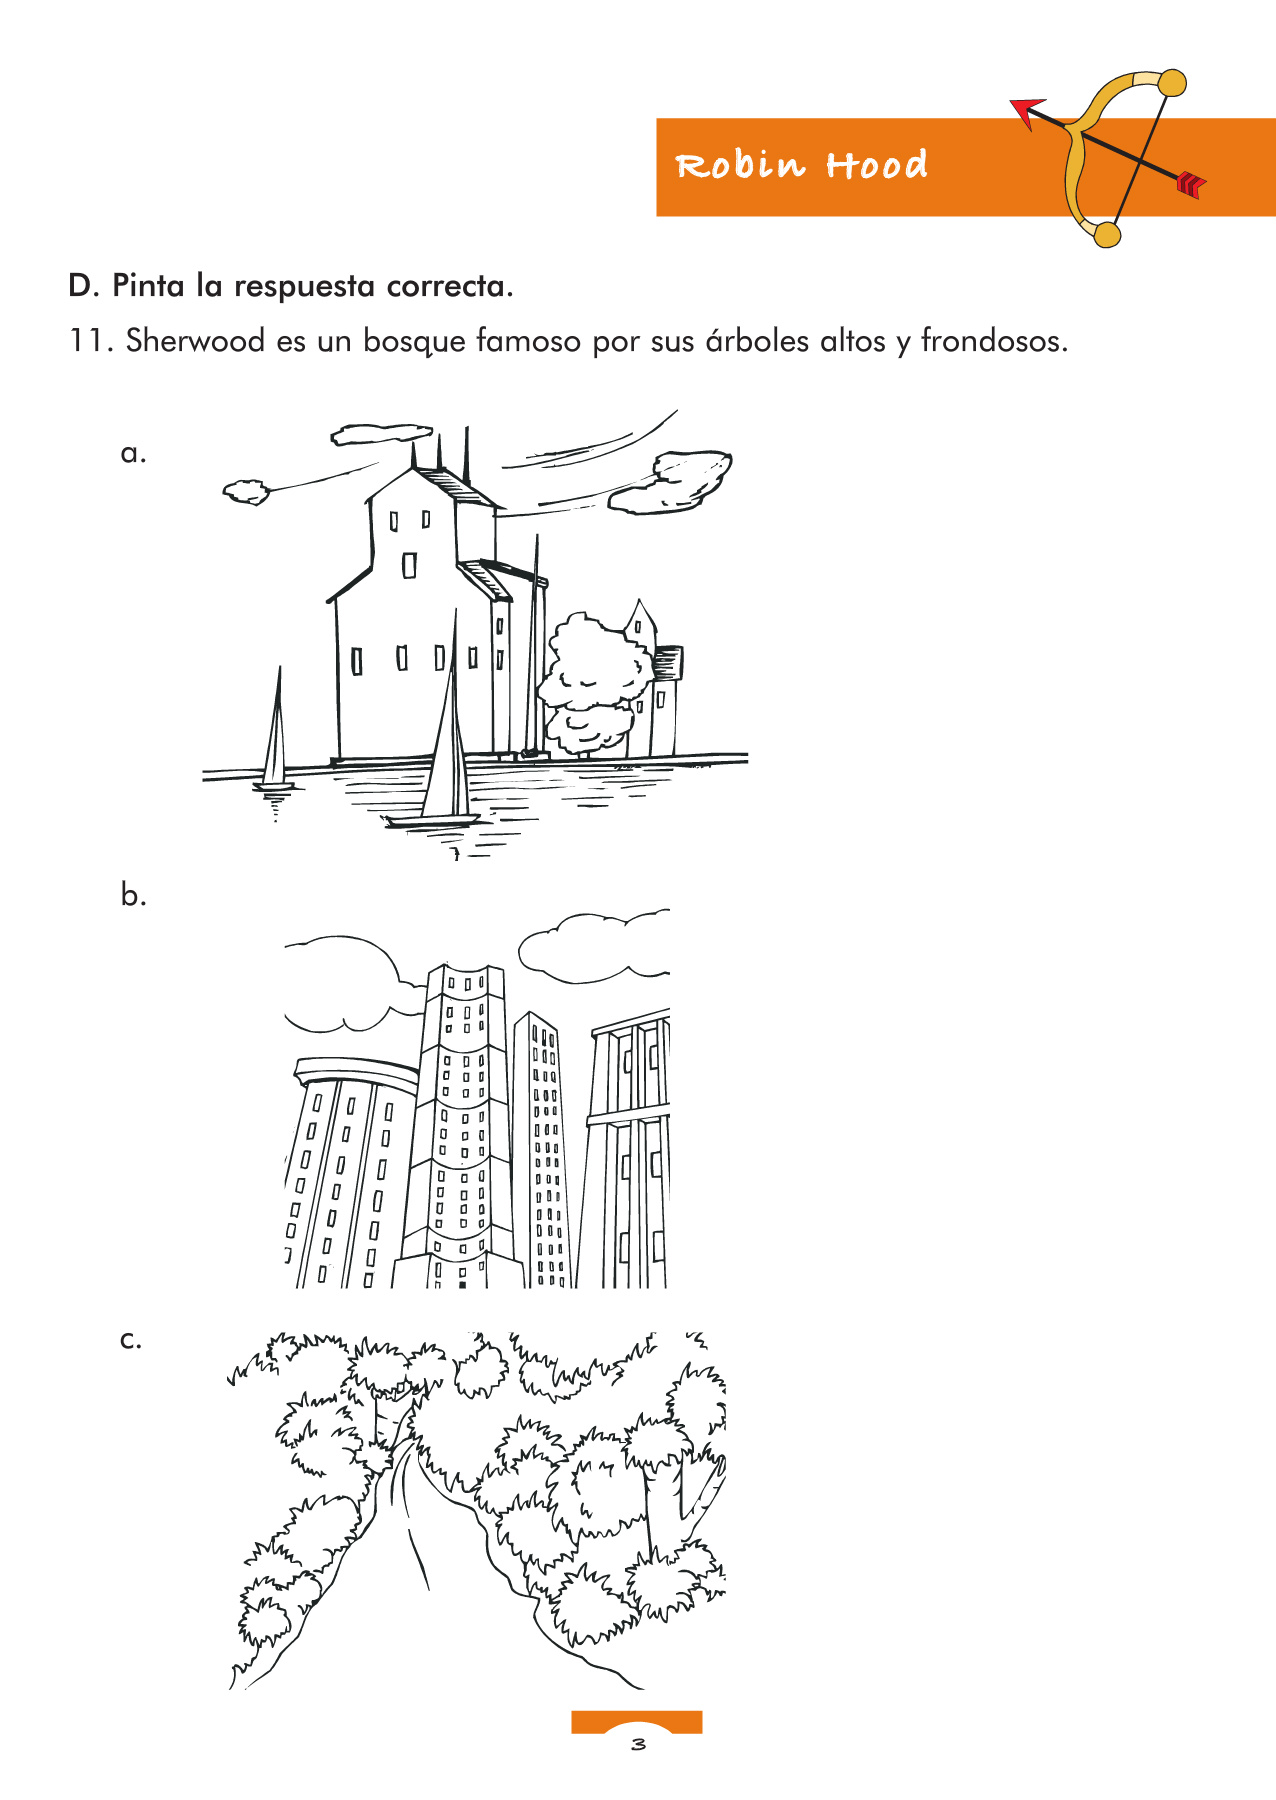 Robin Hood
D. Pinta la respuesta correcta.
11. Sherwood es un bosque famoso por sus árboles altos y frondosos.
a.
b.
c.
3